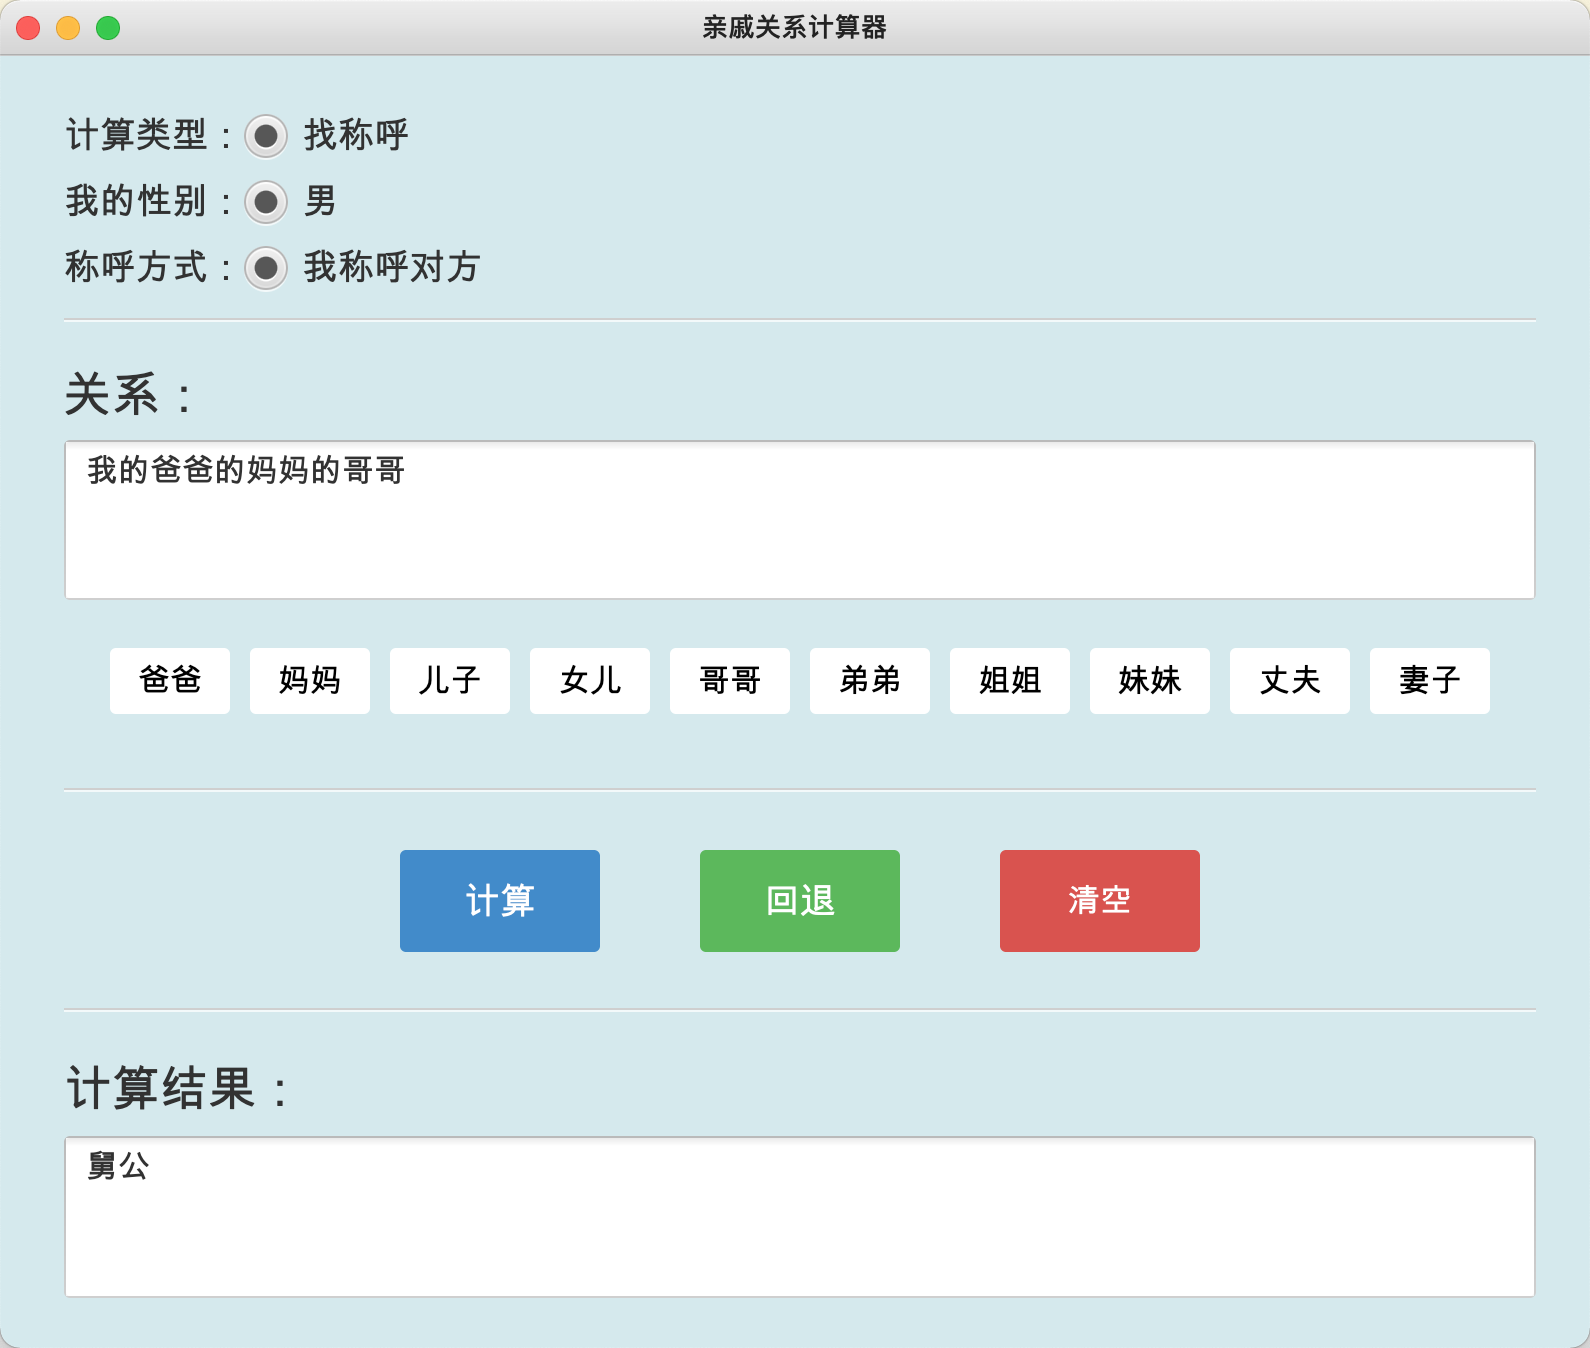 亲戚关系计算器
计算类型： 找称呼
我的性别： 男
称呼方式： 我称呼对方
关系：
我的爸爸的妈妈的哥哥
爸爸 妈妈 儿子 女儿 哥哥 弟弟 姐姐 妹妹 丈夫 妻子
计算 回退 清空
计算结果：
舅公